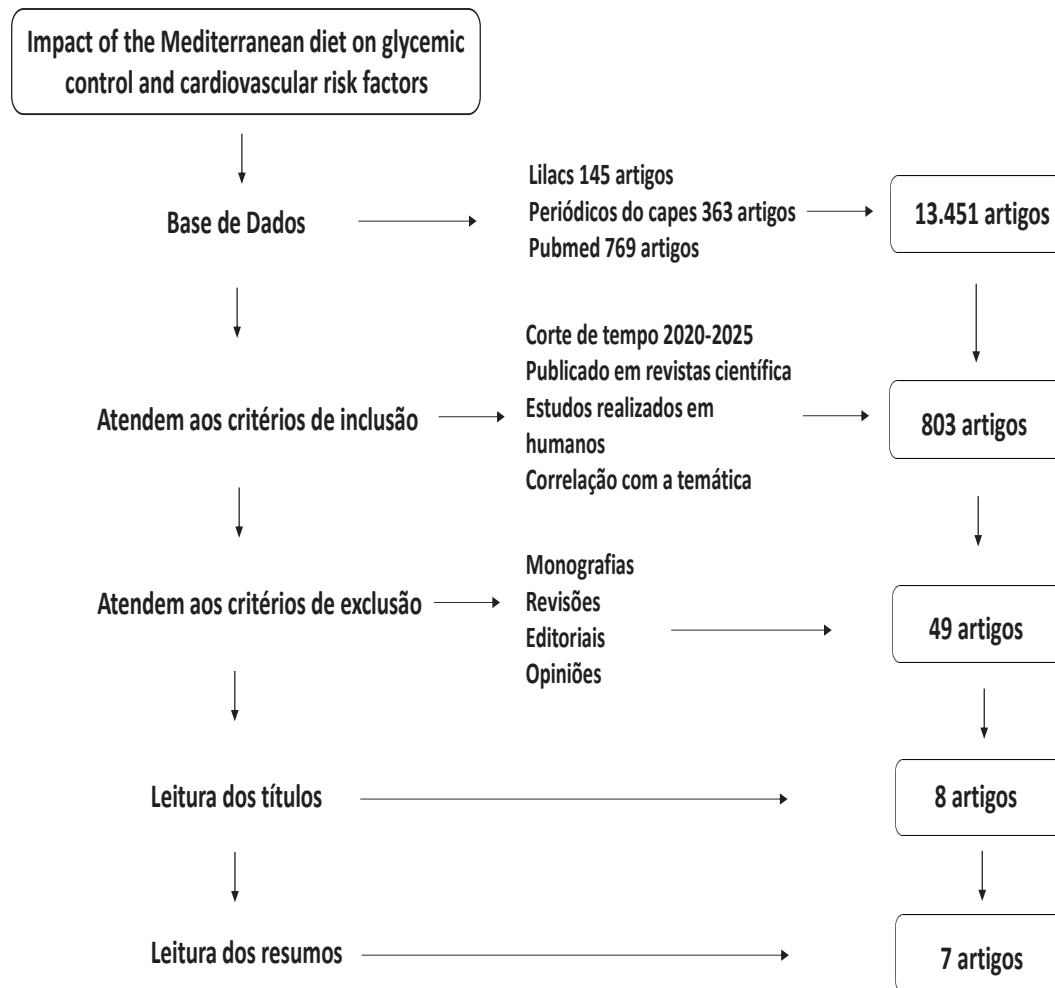 Impact of the Mediterranean diet on glycemic
control and cardiovascular risk factors
Base de Dados
Lilacs 145 artigos
Periódicos do capes 363 artigos
Pubmed 769 artigos
13.451 artigos
Atendem aos critérios de inclusão
Corte de tempo 2020-2025
Publicado em revistas científica
Estudos realizados em
humanos
Correlação com a temática
803 artigos
Atendem aos critérios de exclusão
Monografias
Revisões
Editoriais
Opiniões
49 artigos
Leitura dos títulos
8 artigos
Leitura dos resumos
7 artigos